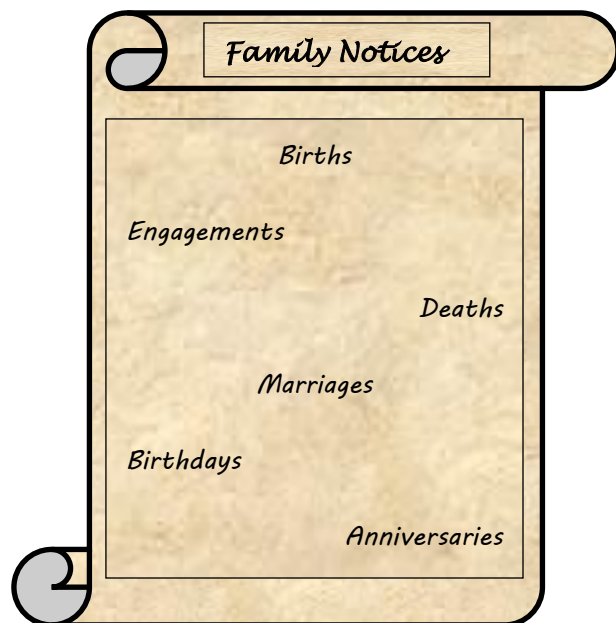 Family Notices
Births
Engagements
Deaths
Marriages
Birthdays
Anniversaries